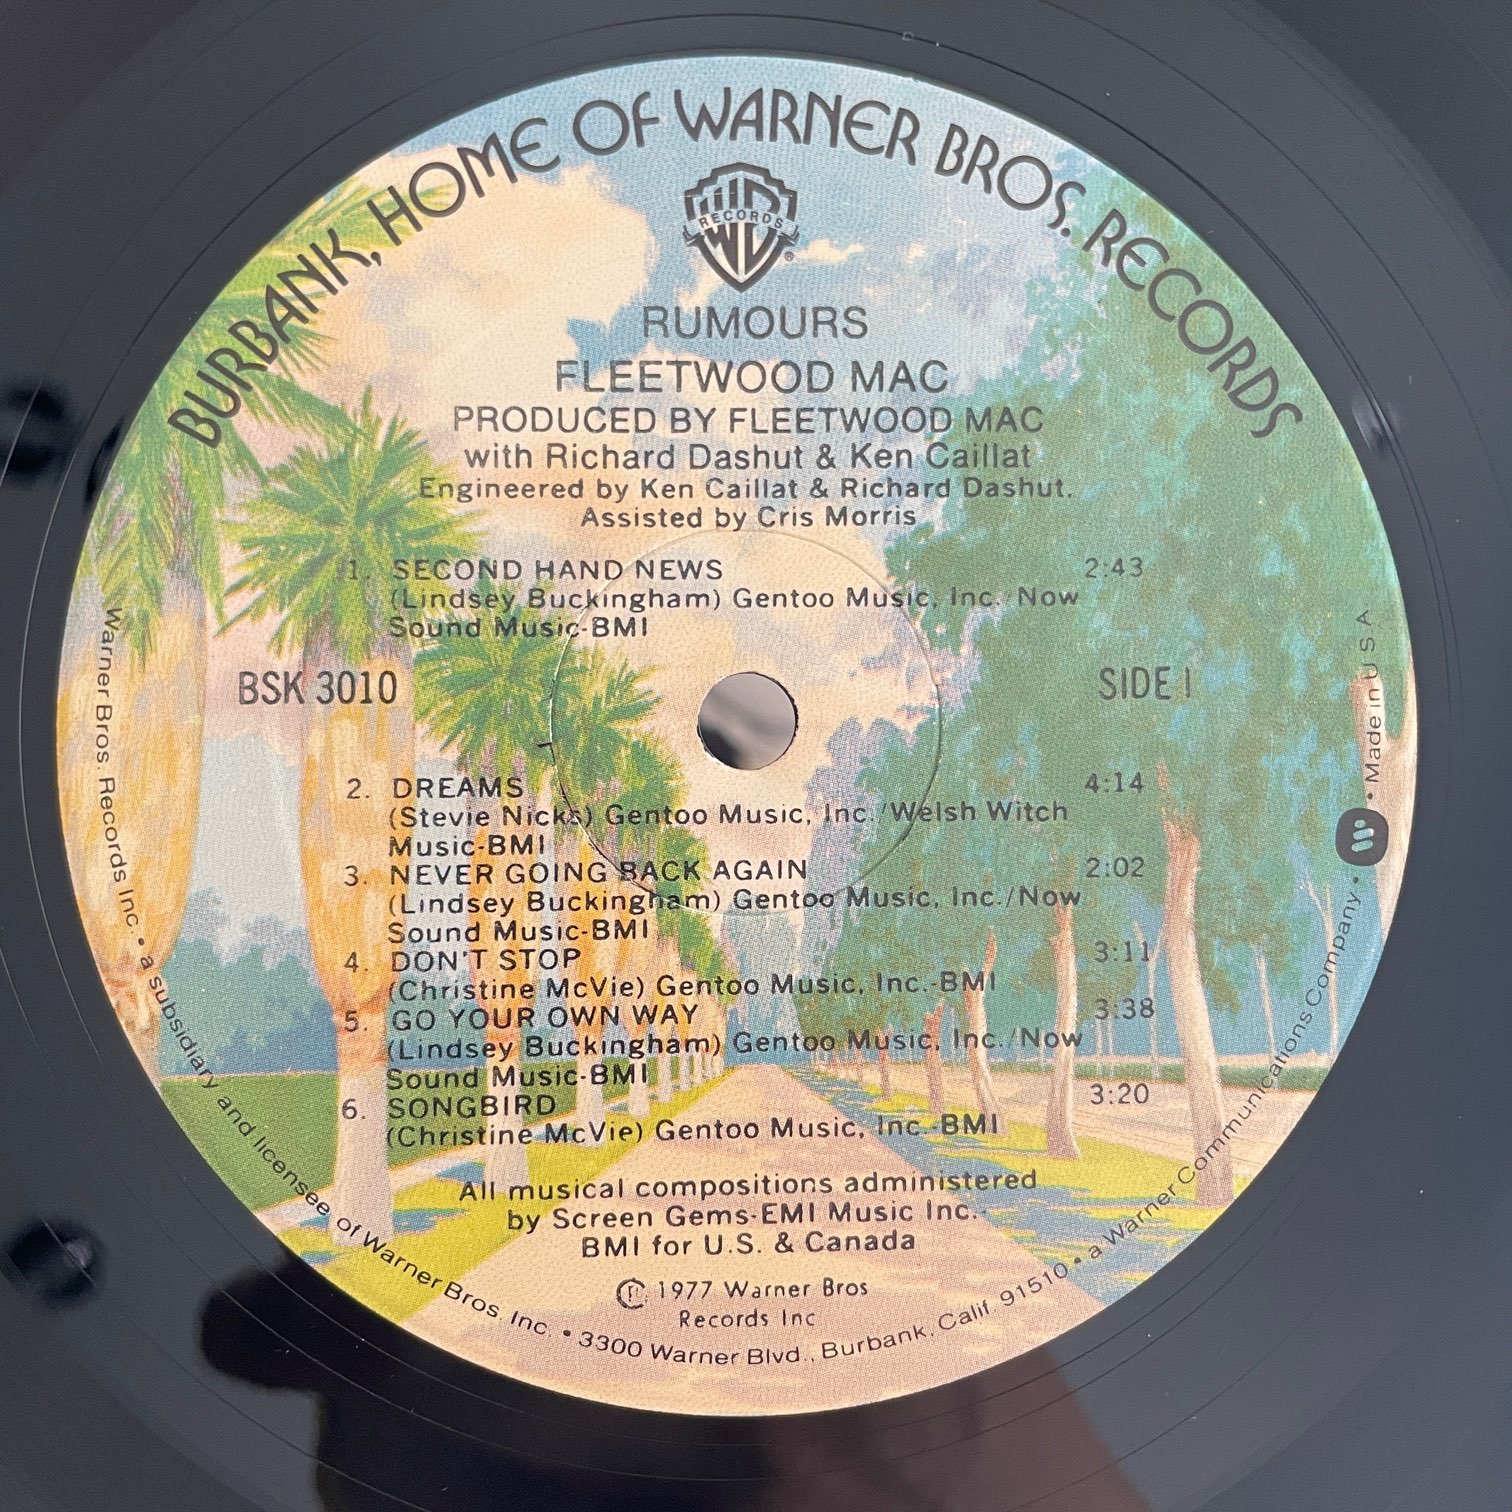 BURBANK, HOME OF WARNER BROS. RECORDS
RECORDS
®
RUMOURS
FLEETWOOD MAC
PRODUCED BY FLEETWOOD MAC
with Richard Dashut & Ken Caillat
Engineered by Ken Caillat & Richard Dashut.
Assisted by Cris Morris
1. SECOND HAND NEWS 2:43
(Lindsey Buckingham) Gentoo Music, Inc./Now
Sound Music-BMI
BSK 3010 SIDE 1
2. DREAMS 4:14
(Stevie Nicks) Gentoo Music, Inc./Welsh Witch
Music-BMI
3. NEVER GOING BACK AGAIN 2:02
(Lindsey Buckingham) Gentoo Music, Inc./Now
Sound Music-BMI
4. DON'T STOP 3:11
(Christine McVie) Gentoo Music, Inc.-BMI
5. GO YOUR OWN WAY 3:38
(Lindsey Buckingham) Gentoo Music, Inc./Now
Sound Music-BMI
6. SONGBIRD 3:20
(Christine McVie) Gentoo Music, Inc.-BMI
All musical compositions administered
by Screen Gems-EMI Music Inc.-
BMI for U.S. & Canada
Ⓟ 1977 Warner Bros
Records Inc
Warner Bros. Records Inc. • a subsidiary and licensee of Warner Bros. Inc. • 3300 Warner Blvd., Burbank, Calif. 91510 • a Warner Communications Company • • Made in U S A